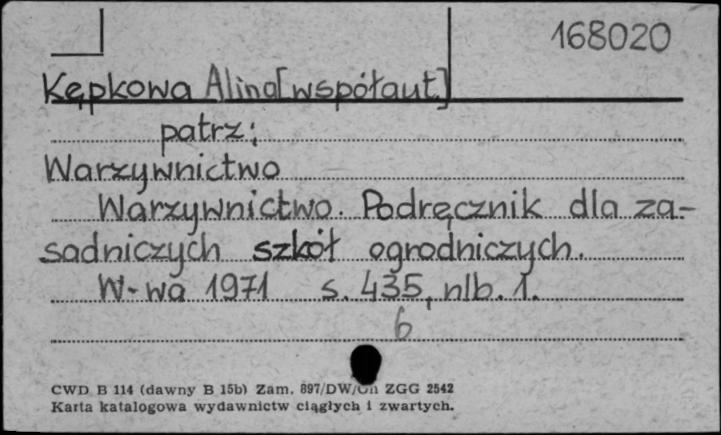 168020
Kępkowa Alina[współaut]
patrz:
Warzywnictwo
Warzywnictwo. Podręcznik dla za-
sadniczych szkół ogrodniczych.
W-wa 1971 s. 435, nlb. 1.
6
CWD B 114 (dawny B 15b) Zam. 897/DW/On ZGG 2542
Karta katalogowa wydawnictw ciągłych i zwartych.